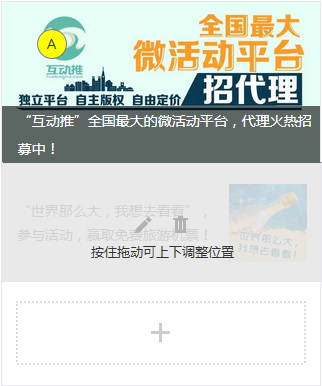 A
互动推
全国最大
微活动平台
招代理
独立平台 自主版权 自由定价
“互动推”全国最大的微活动平台，代理火热招
募中！
“世界那么大，我想去看看”，
参与活动，赢取免费旅游机票！
世界那么大，
我想去看看！
按住拖动可上下调整位置